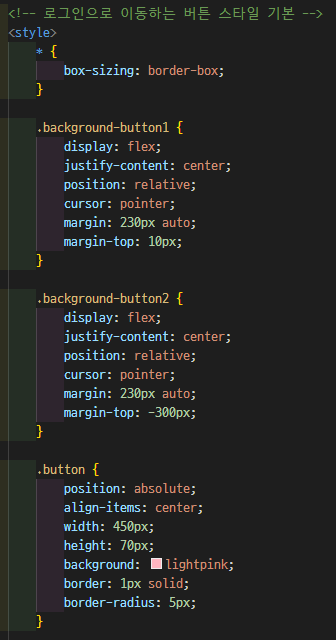 <!-- 로그인으로 이동하는 버튼 스타일 기본 -->
<style>
* {
box-sizing: border-box;
}
.background-button1 {
display: flex;
justify-content: center;
position: relative;
cursor: pointer;
margin: 230px auto;
margin-top: 10px;
}
.background-button2 {
display: flex;
justify-content: center;
position: relative;
cursor: pointer;
margin: 230px auto;
margin-top: -300px;
}
.button {
position: absolute;
align-items: center;
width: 450px;
height: 70px;
background: lightpink;
border: 1px solid;
border-radius: 5px;
}